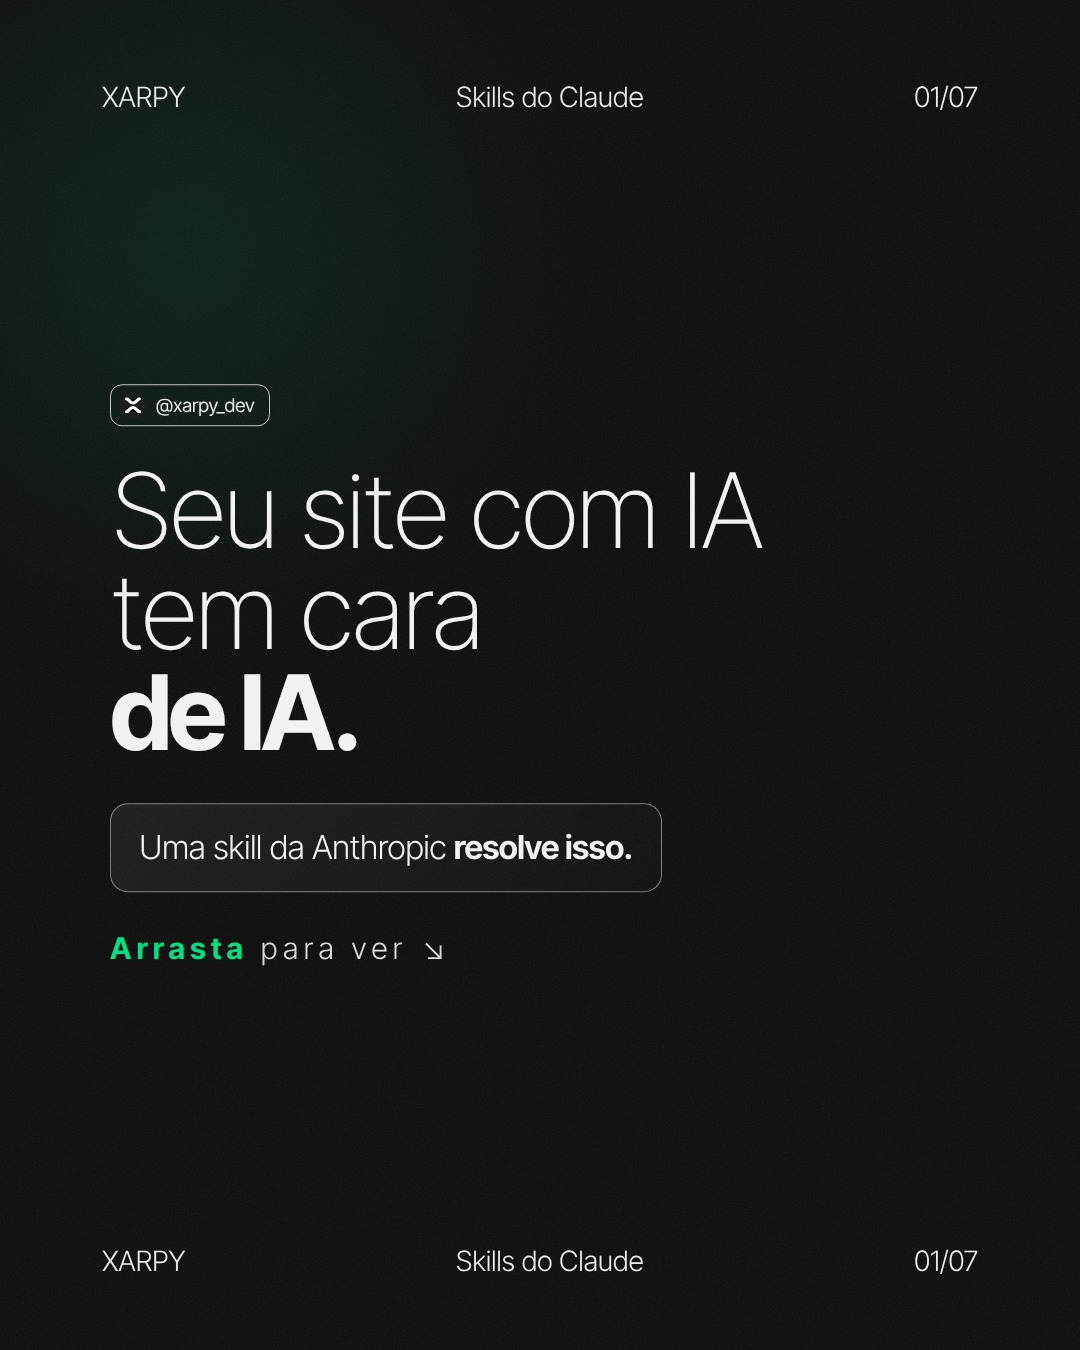 XARPY Skills do Claude 01/07
@xarpy_dev
Seu site com IA
tem cara
de IA.
Uma skill da Anthropic resolve isso.
Arrasta para ver ↘
XARPY Skills do Claude 01/07